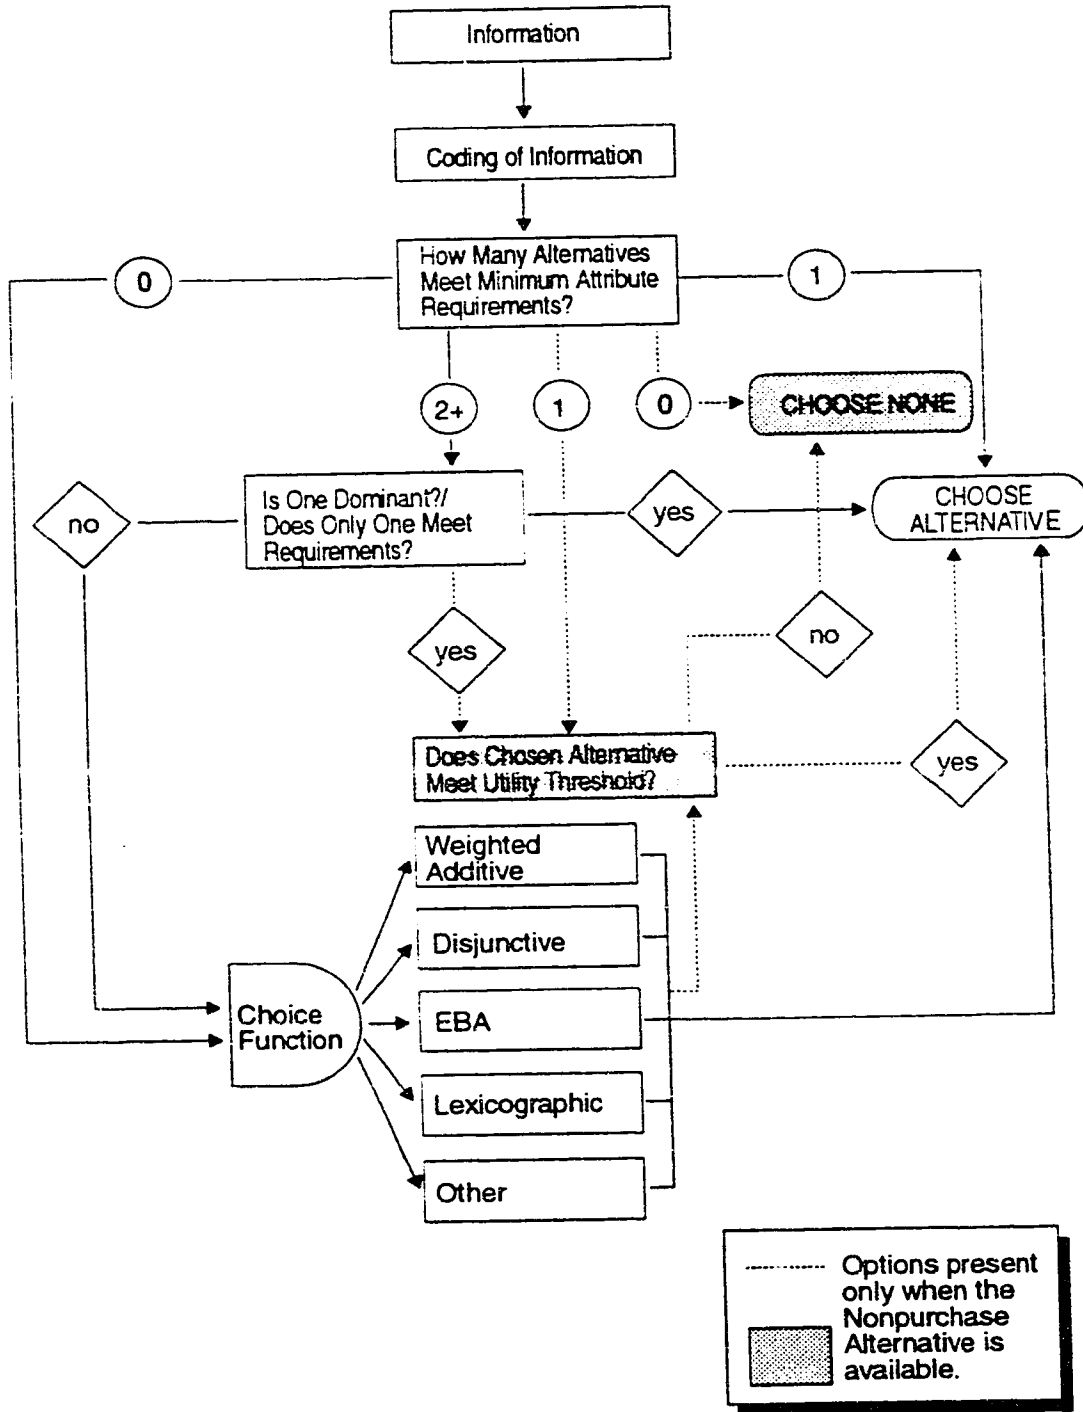 Information
Coding of Information
How Many Alternatives
Meet Minimum Attribute
Requirements?
0
1
2+
1
0
CHOOSE NONE
Is One Dominant?/
Does Only One Meet
Requirements?
no
yes
CHOOSE
ALTERNATIVE
yes
no
Does Chosen Alternative
Meet Utility Threshold?
yes
Weighted
Additive
Disjunctive
Choice
Function
EBA
Lexicographic
Other
Options present
only when the
Nonpurchase
Alternative is
available.